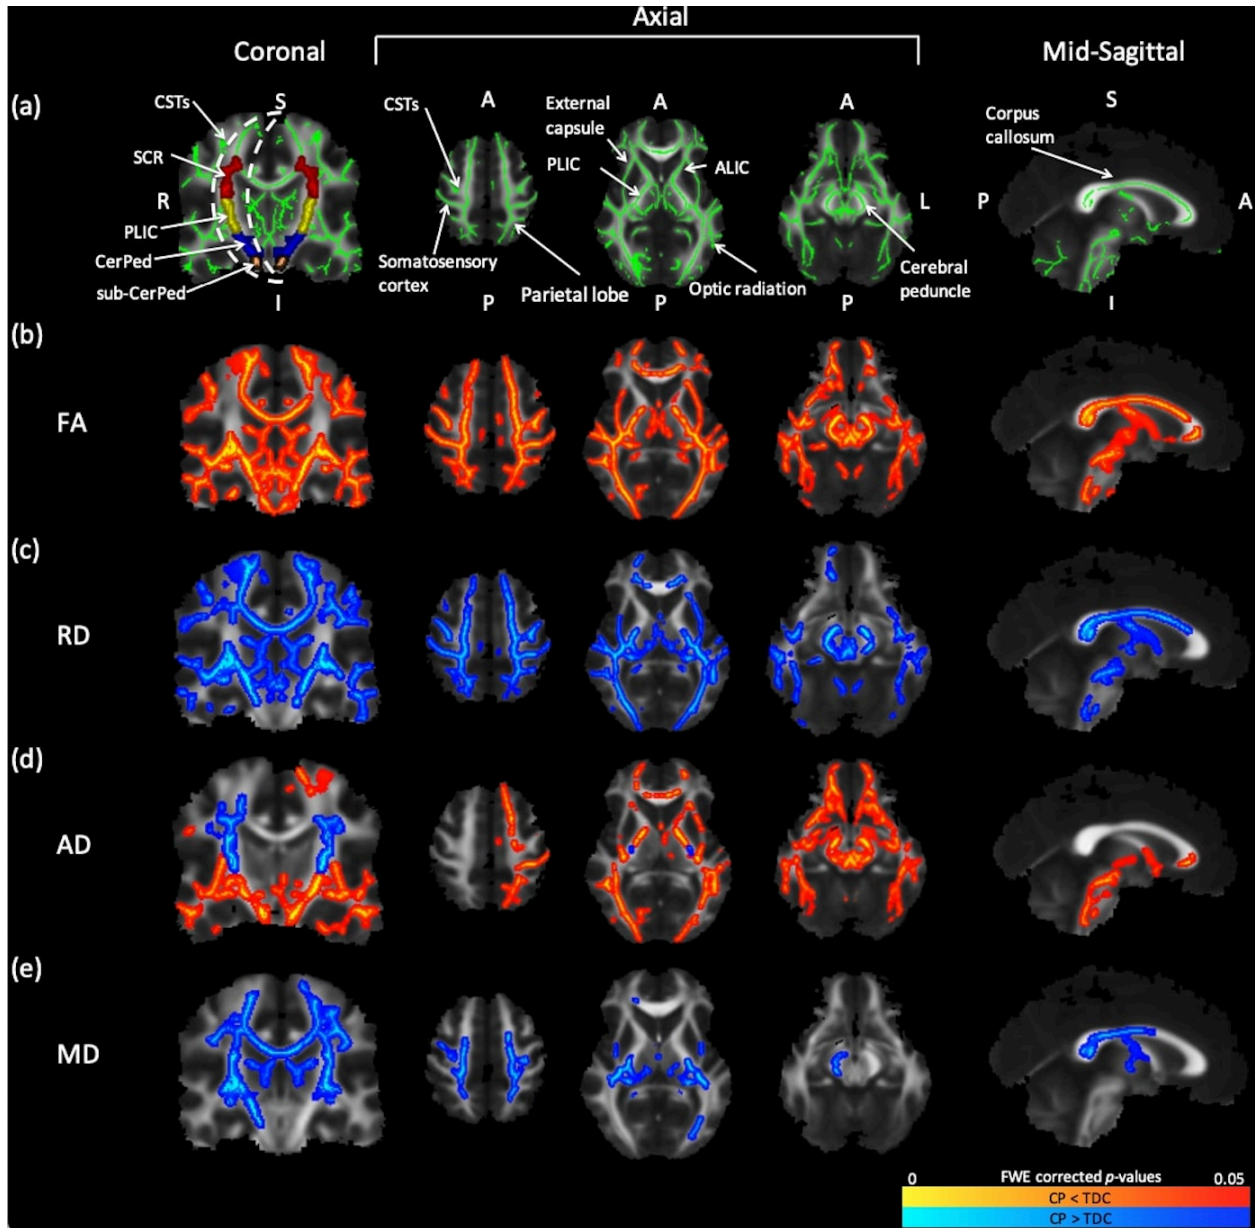 Axial
Coronal
Mid-Sagittal
(a)
CSTs
S
SCR
R
PLIC
CerPed
sub-CerPed
I
CSTs
A
Somatosensory
cortex
P
Parietal lobe
External
capsule
A
PLIC
ALIC
P
Optic radiation
A
L
Cerebral
peduncle
P
Corpus
callosum
S
P
A
I
(b)
FA
(c)
RD
(d)
AD
(e)
MD
0 FWE corrected p-values 0.05
CP < TDC
CP > TDC